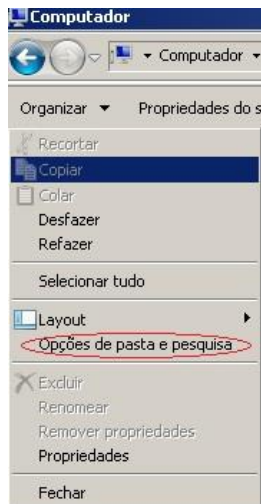 Computador
Computador
Organizar Propriedades do s
Recortar
Copiar
Colar
Desfazer
Refazer
Selecionar tudo
Layout
Opções de pasta e pesquisa
Excluir
Renomear
Remover propriedades
Propriedades
Fechar